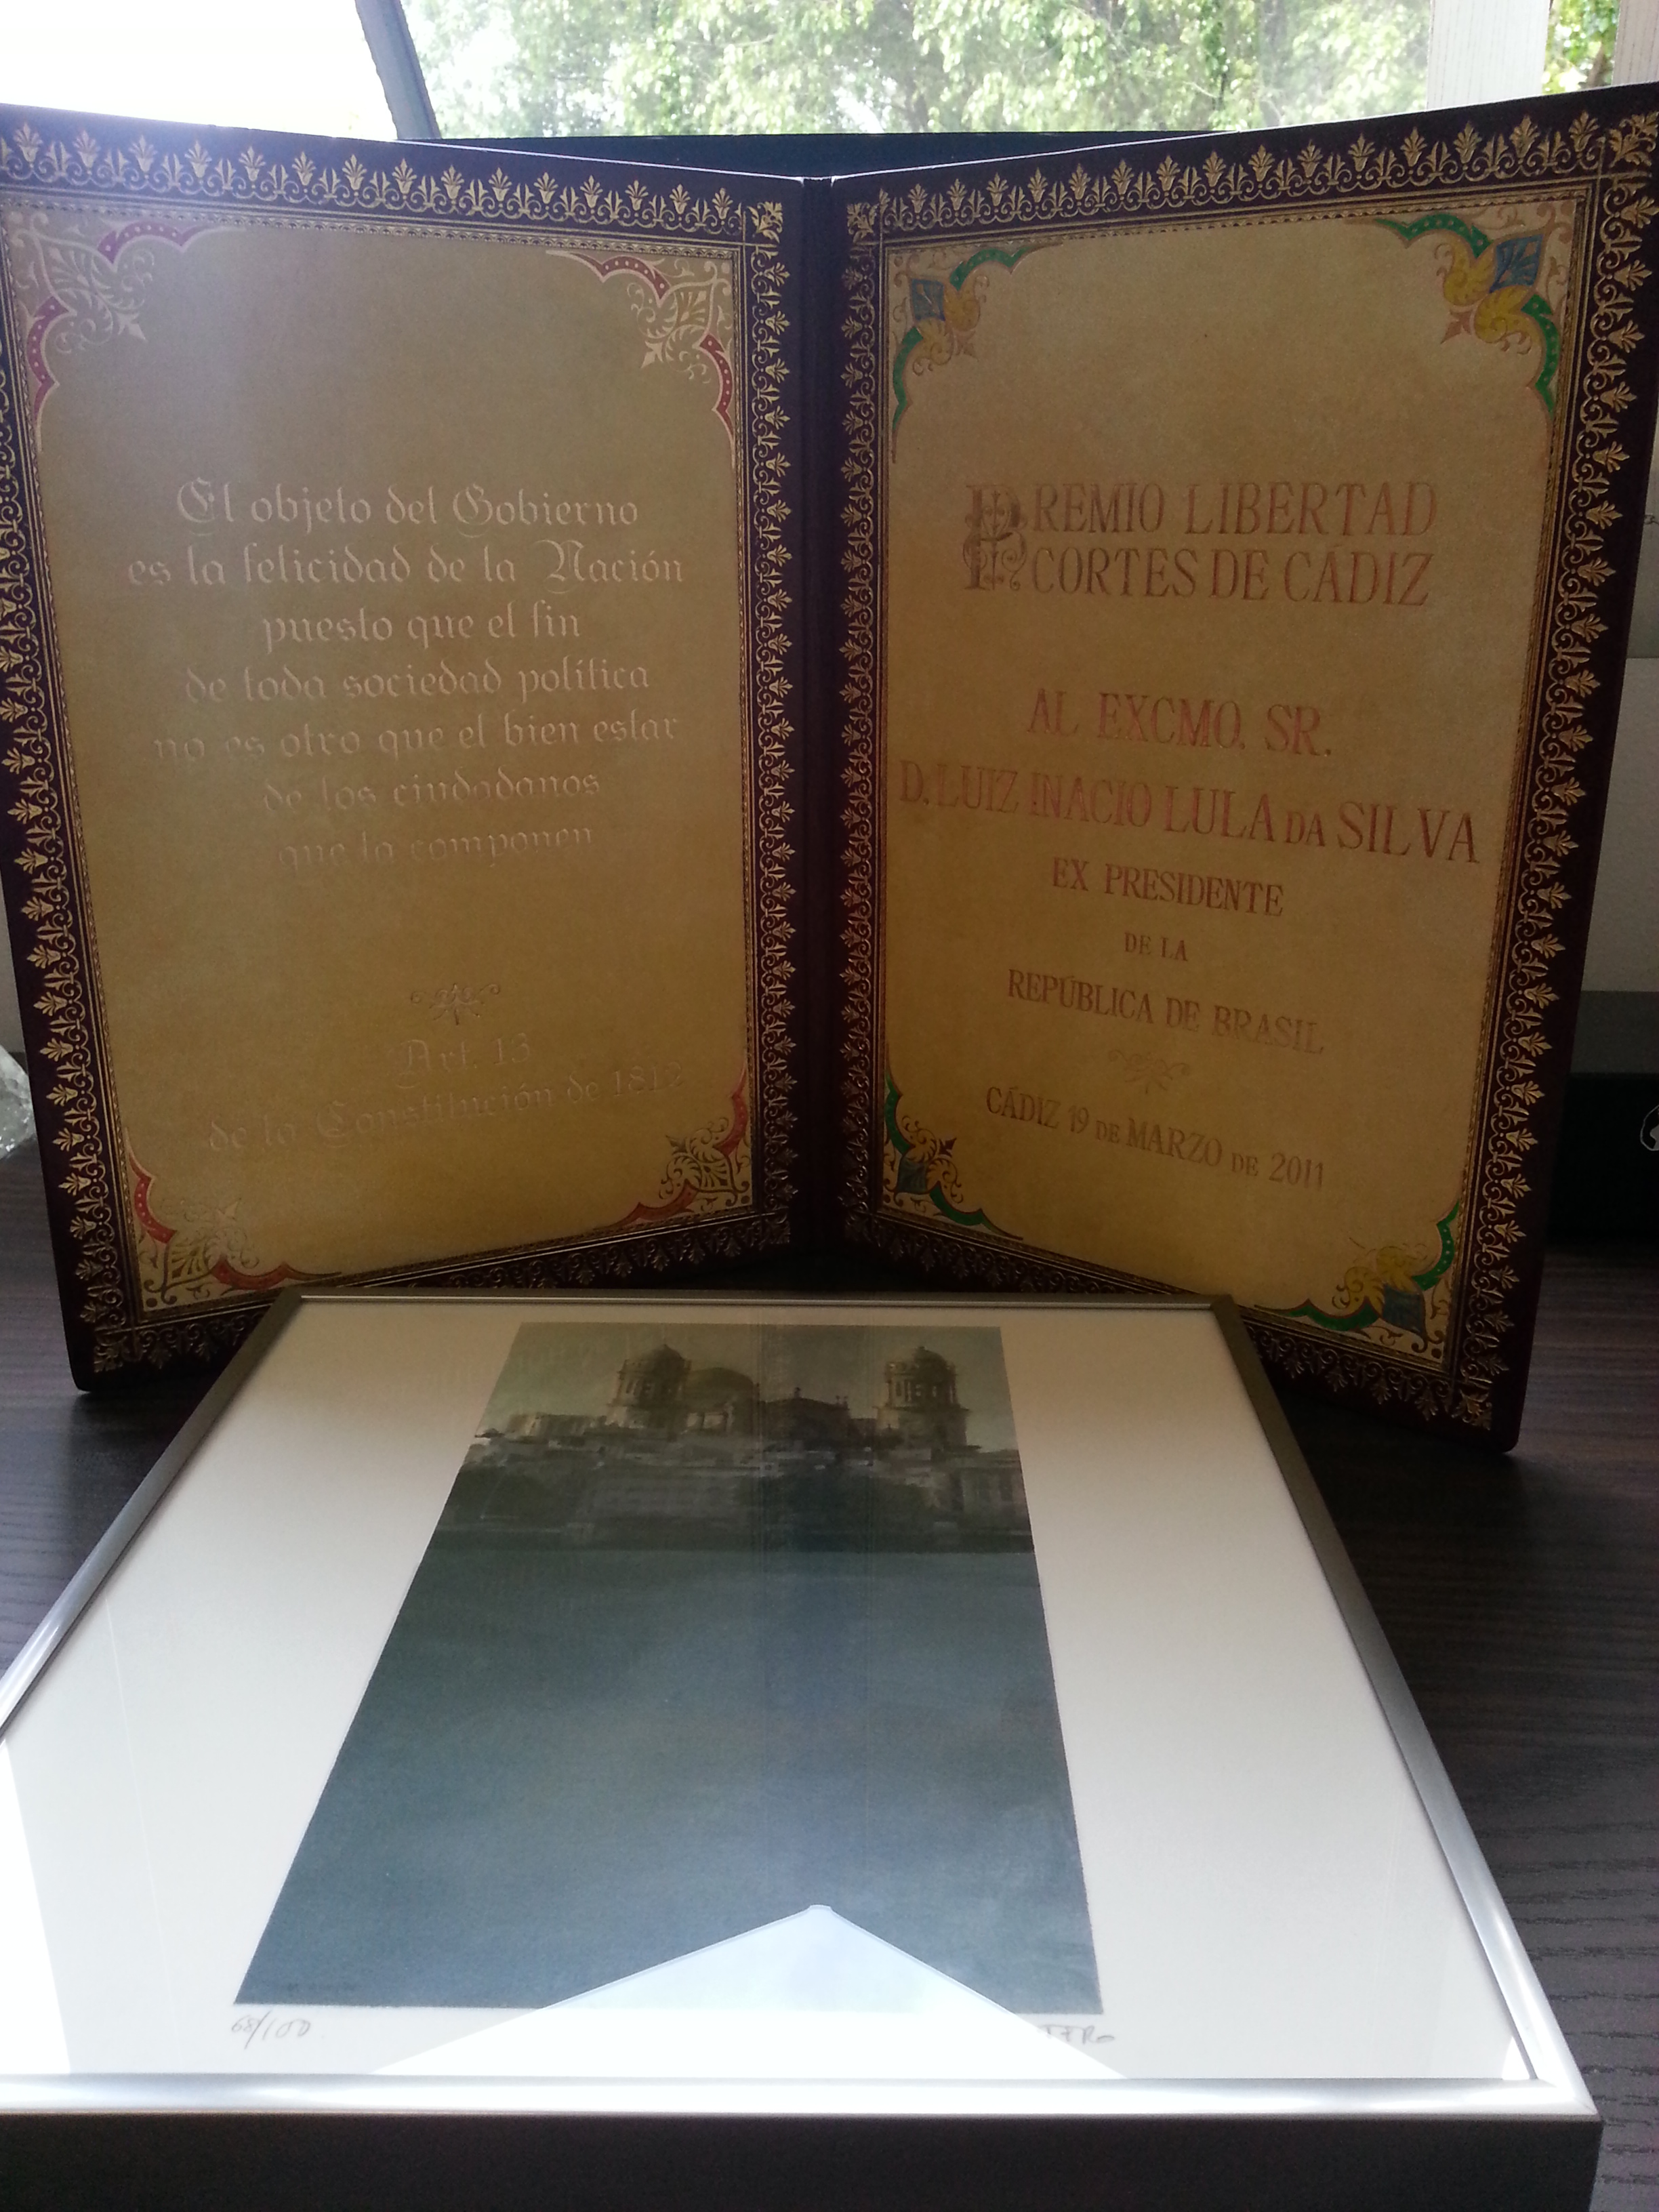 El objeto del Gobierno
es la felicidad de la Nación
puesto que el fin
de toda sociedad política
no es otro que el bien estar
de los ciudadanos
que la componen
Art. 13
de la Constitución de 1812
PREMIO LIBERTAD
CORTES DE CÁDIZ
AL EXCMO. SR.
D. LUIZ INACIO LULA DA SILVA
EX PRESIDENTE
DE LA
REPÚBLICA DE BRASIL
CÁDIZ 19 DE MARZO DE 2011
68/100